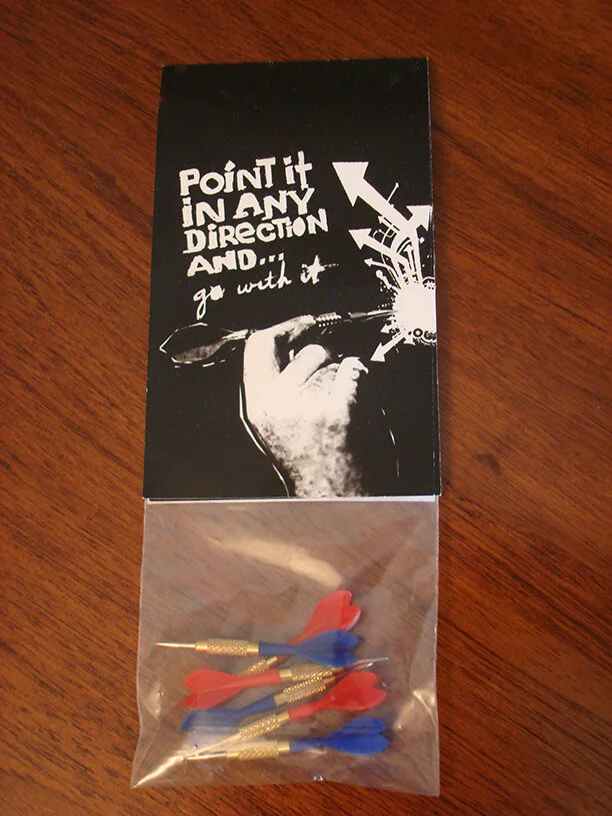 POINT it
IN ANY
DIRECTION
AND...
go with it